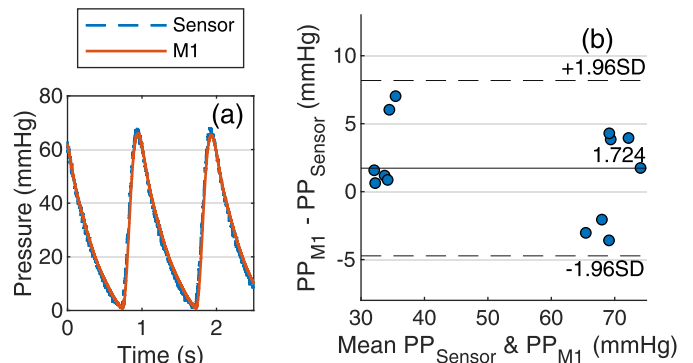 Sensor
M1
(a)
80
60
40
20
0
Pressure (mmHg)
0
1
2
Time (s)
(b)
10
5
0
-5
PP_M1 - PP_Sensor (mmHg)
+1.96SD
1.724
-1.96SD
30
40
50
60
70
Mean PP_Sensor & PP_M1 (mmHg)